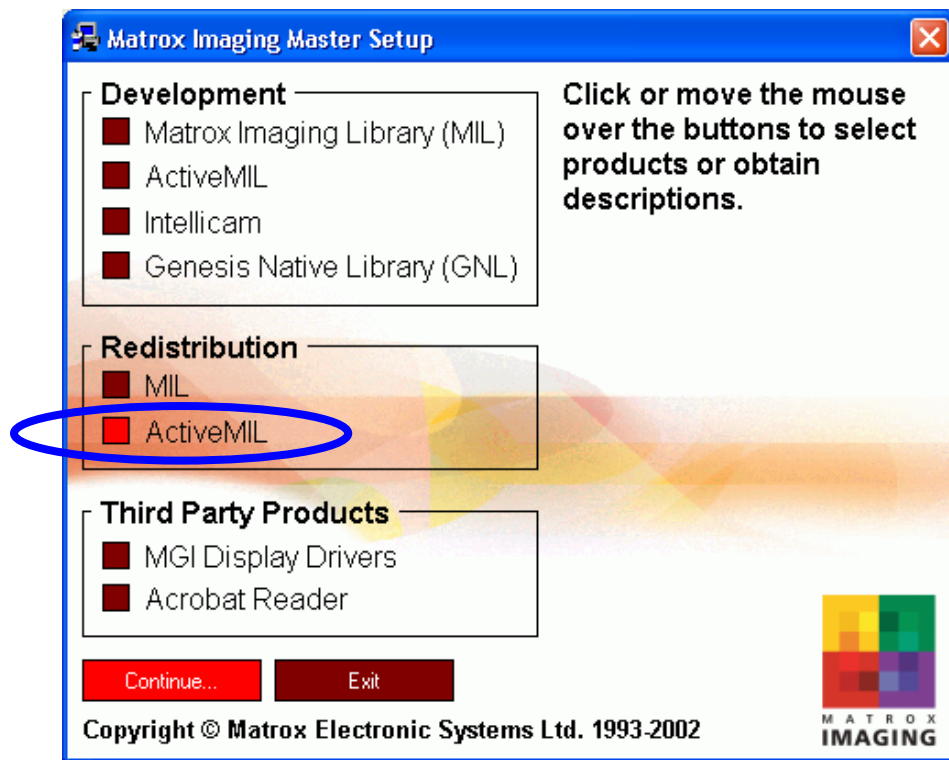 Matrox Imaging Master Setup
Development
Matrox Imaging Library (MIL)
ActiveMIL
Intellicam
Genesis Native Library (GNL)
Click or move the mouse
over the buttons to select
products or obtain
descriptions.
Redistribution
MIL
ActiveMIL
Third Party Products
MGI Display Drivers
Acrobat Reader
Continue...
Exit
Copyright © Matrox Electronic Systems Ltd. 1993-2002
MATROX
IMAGING